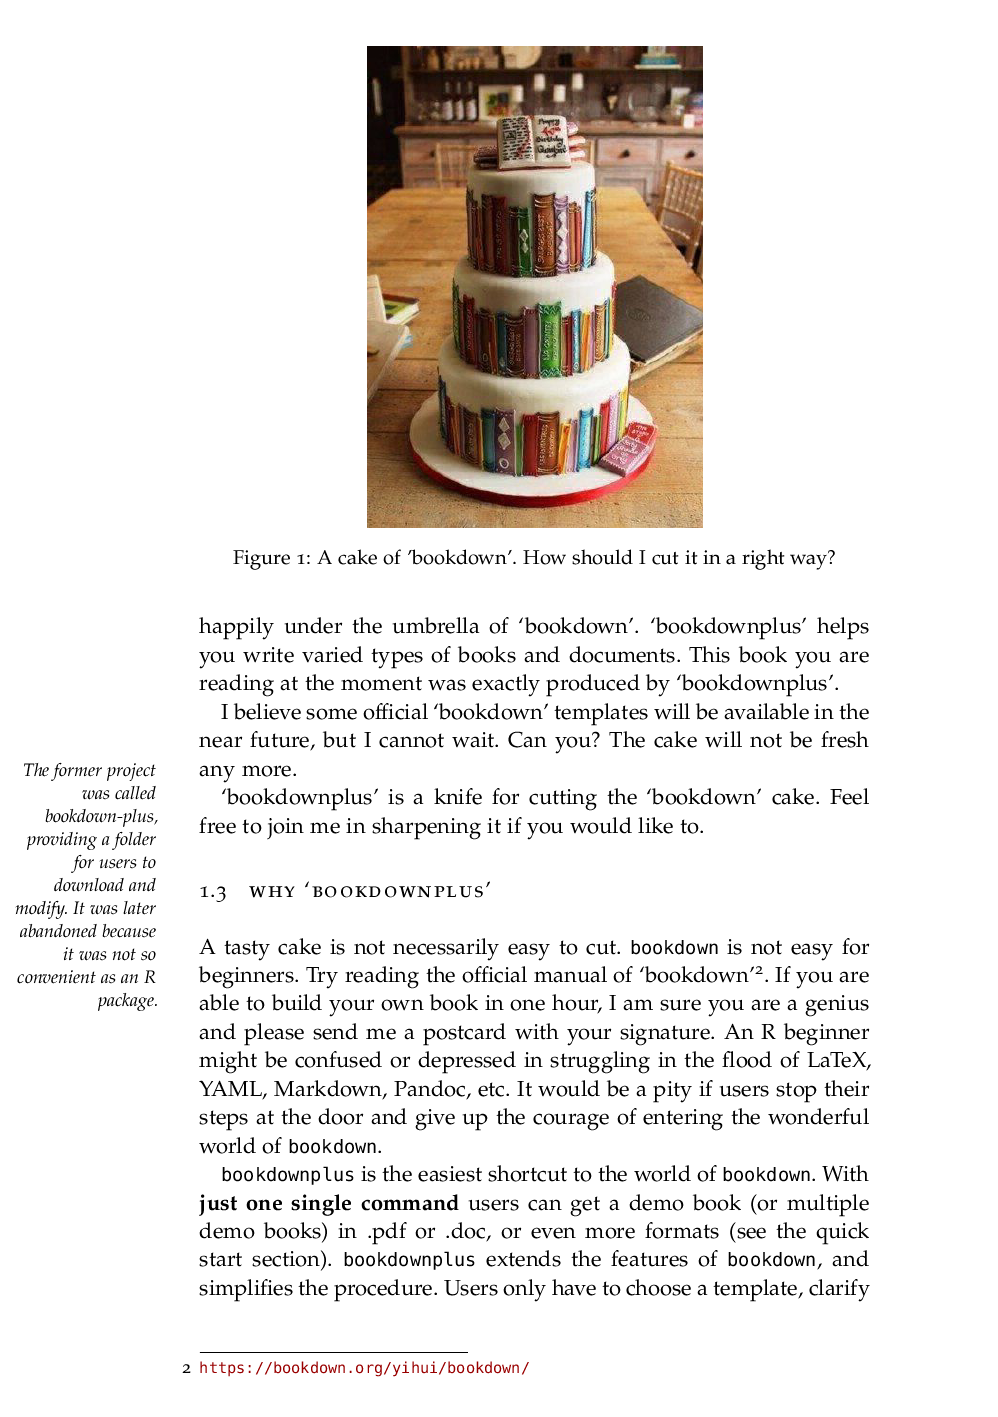 Happy
Birthday
Figure 1: A cake of ’bookdown’. How should I cut it in a right way?
happily under the umbrella of ‘bookdown’. ‘bookdownplus’ helps
you write varied types of books and documents. This book you are
reading at the moment was exactly produced by ‘bookdownplus’.
I believe some official ‘bookdown’ templates will be available in the
near future, but I cannot wait. Can you? The cake will not be fresh
any more.
‘bookdownplus’ is a knife for cutting the ‘bookdown’ cake. Feel
free to join me in sharpening it if you would like to.
The former project
was called
bookdown-plus,
providing a folder
for users to
download and
modify. It was later
abandoned because
it was not so
convenient as an R
package.
1.3 WHY ‘BOOKDOWNPLUS’
A tasty cake is not necessarily easy to cut. bookdown is not easy for
beginners. Try reading the official manual of ‘bookdown’². If you are
able to build your own book in one hour, I am sure you are a genius
and please send me a postcard with your signature. An R beginner
might be confused or depressed in struggling in the flood of LaTeX,
YAML, Markdown, Pandoc, etc. It would be a pity if users stop their
steps at the door and give up the courage of entering the wonderful
world of bookdown.
bookdownplus is the easiest shortcut to the world of bookdown. With
just one single command users can get a demo book (or multiple
demo books) in .pdf or .doc, or even more formats (see the quick
start section). bookdownplus extends the features of bookdown, and
simplifies the procedure. Users only have to choose a template, clarify
2 https://bookdown.org/yihui/bookdown/